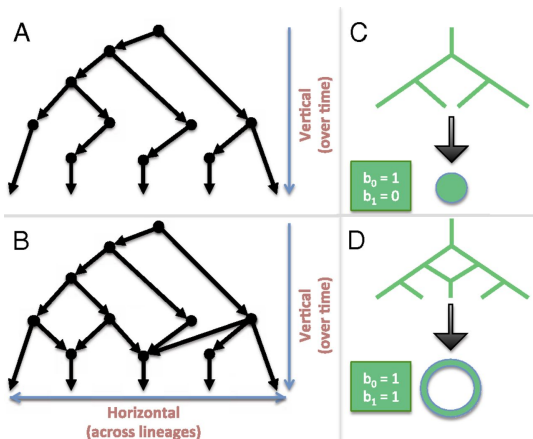 A
Vertical
(over time)
B
Vertical
(over time)
Horizontal
(across lineages)
C
b₀ = 1
b₁ = 0
D
b₀ = 1
b₁ = 1